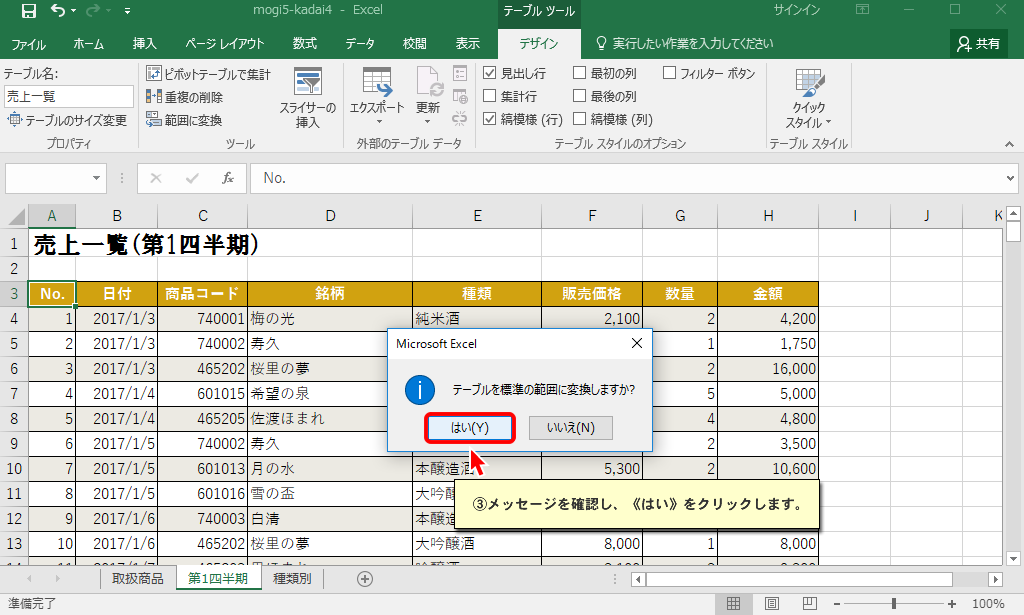 mogi5-kadai4 - Excel
テーブル ツール
サインイン
ファイル ホーム 挿入 ページ レイアウト 数式 データ 校閲 表示 デザイン 実行したい作業を入力してください 共有
テーブル名:
売上一覧
テーブルのサイズ変更
プロパティ
ピボットテーブルで集計
重複の削除
範囲に変換
スライサーの
挿入
ツール
エクスポート
更新
外部のテーブル データ
見出し行 最初の列 フィルター ボタン
集計行 最後の列
縞模様 (行) 縞模様 (列)
テーブル スタイルのオプション
クイック
スタイル
テーブル スタイル
fx No.
A B C D E F G H I J K
1 売上一覧(第1四半期)
2
3 No. 日付 商品コード 銘柄 種類 販売価格 数量 金額
4 1 2017/1/3 740001 梅の光 純米酒 2,100 2 4,200
5 2 2017/1/3 740002 寿久 1 1,750
6 3 2017/1/3 465202 桜里の夢 2 16,000
7 4 2017/1/4 601015 希望の泉 5 5,000
8 5 2017/1/4 465205 佐渡ほまれ 4 4,800
9 6 2017/1/5 740002 寿久 2 3,500
10 7 2017/1/5 601013 月の水 本醸造酒 5,300 2 10,600
11 8 2017/1/5 601016 雪の盃 大吟醸
12 9 2017/1/6 740003 白清 本醸造
13 10 2017/1/6 465202 桜里の夢 大吟醸酒 8,000 1 8,000
Microsoft Excel
テーブルを標準の範囲に変換しますか?
はい(Y) いいえ(N)
③メッセージを確認し、《はい》をクリックします。
取扱商品 第1四半期 種類別
準備完了
100%